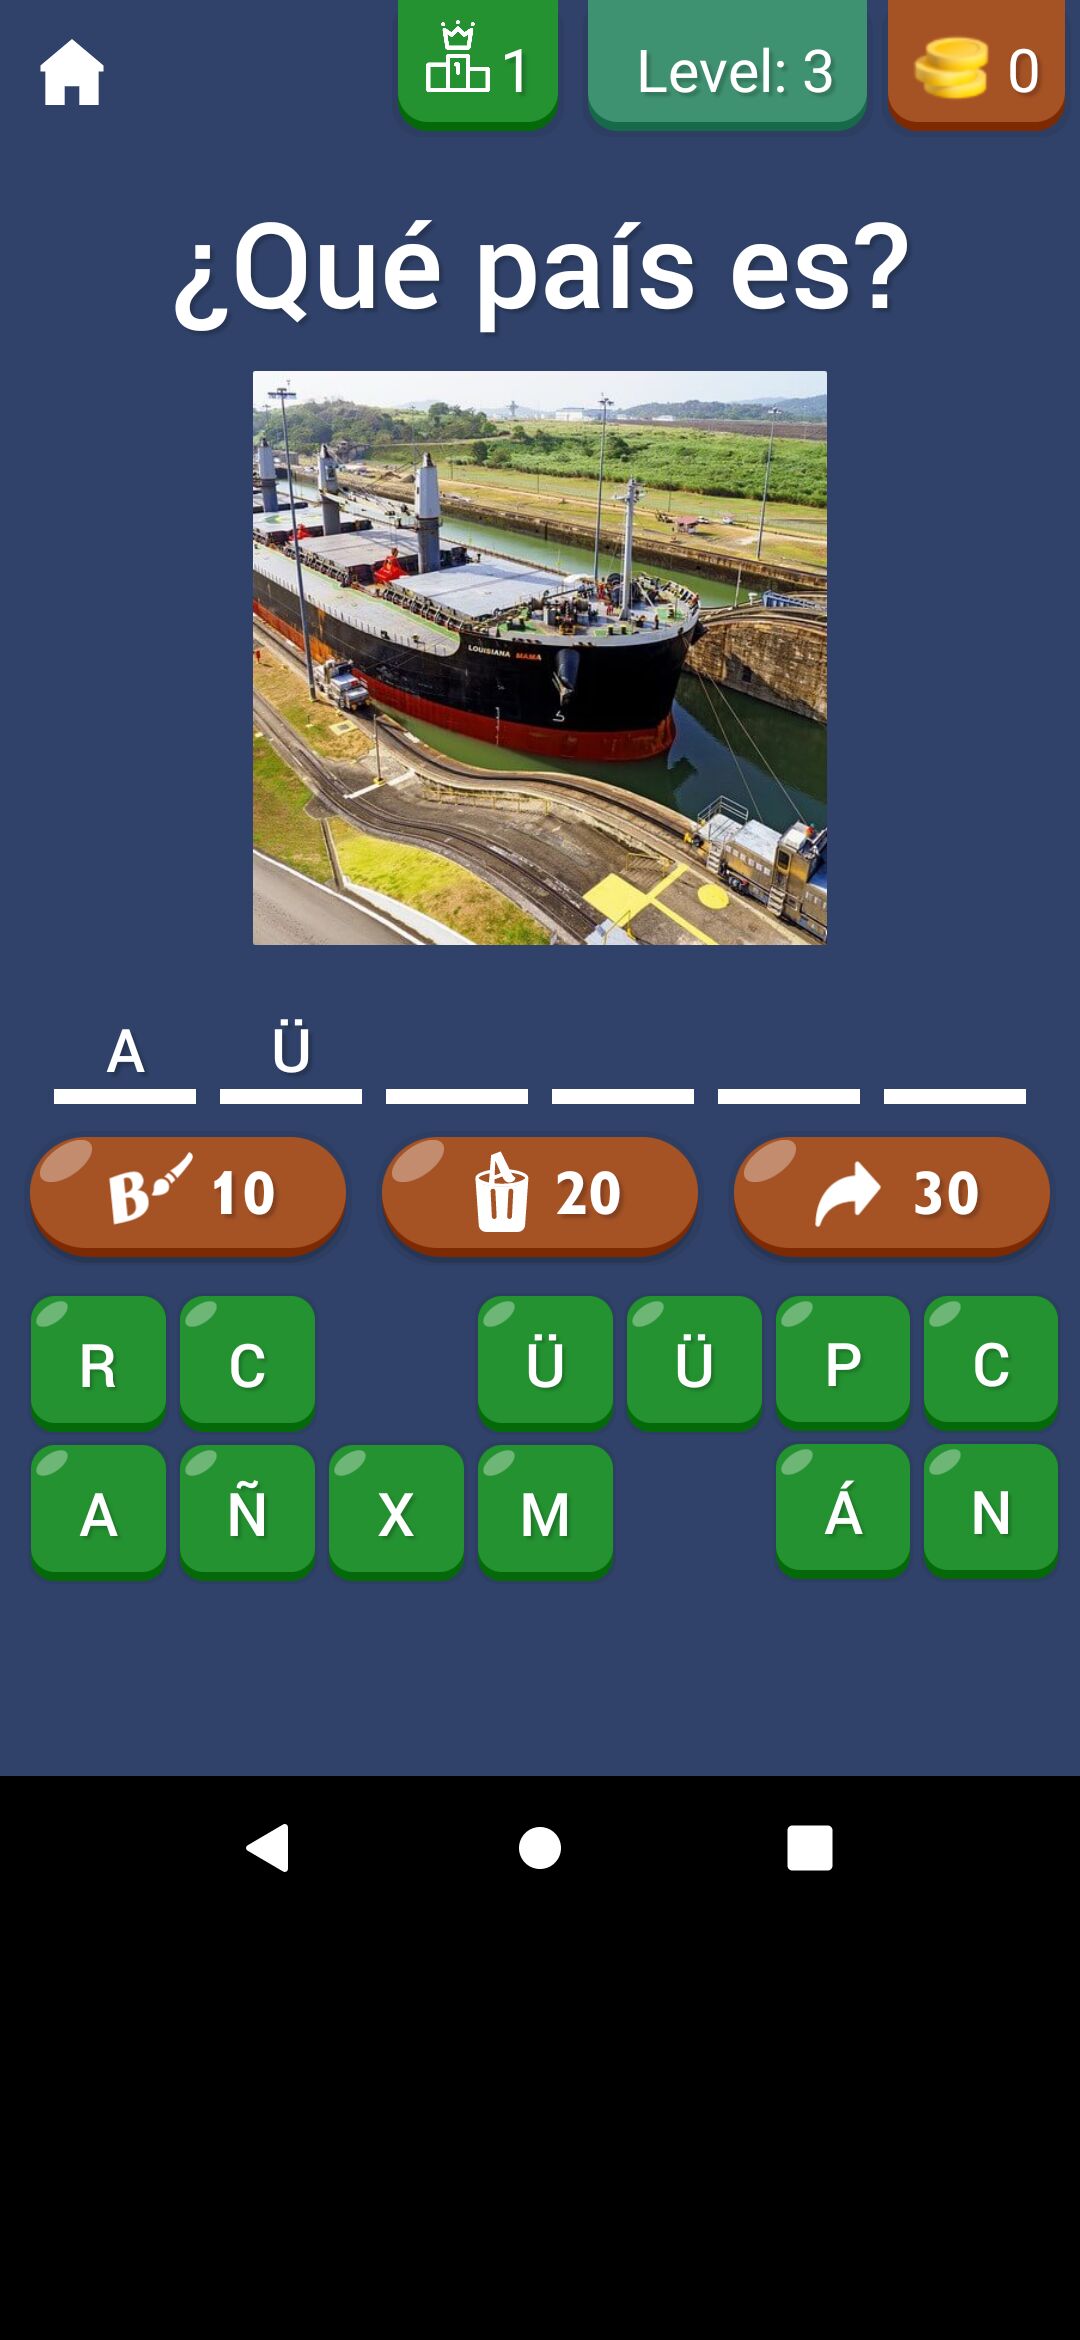 1 Level: 3 0
¿Qué país es?
LOUISIANA MAMA
A Ü
B 10 20 30
R C Ü Ü P C
A Ñ X M Á N